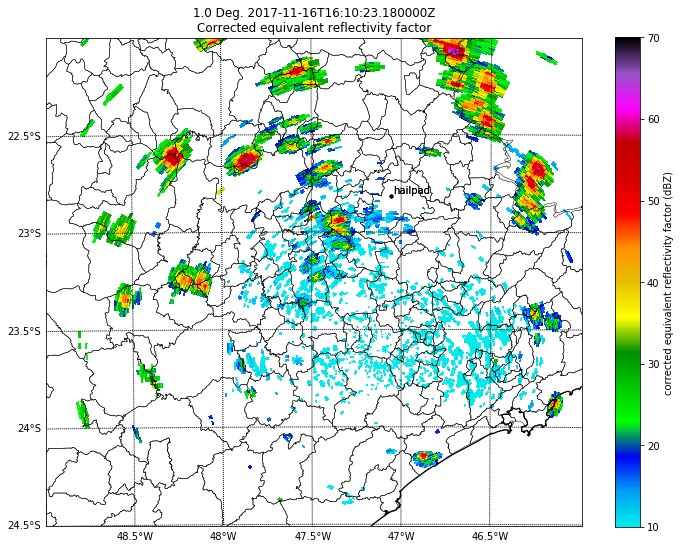 1.0 Deg. 2017-11-16T16:10:23.180000Z
Corrected equivalent reflectivity factor
22.5°S
23°S
23.5°S
24°S
24.5°S
48.5°W
48°W
47.5°W
47°W
46.5°W
hailpad
70
60
50
40
30
20
10
corrected equivalent reflectivity factor (dBZ)